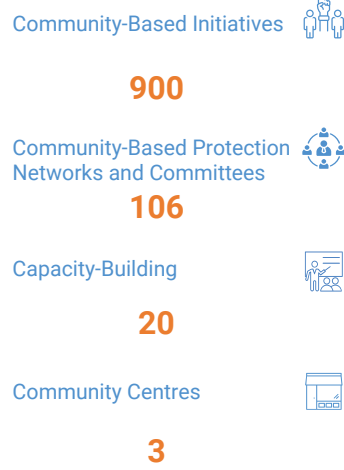 Community-Based Initiatives
900
Community-Based Protection
Networks and Committees
106
Capacity-Building
20
Community Centres
3